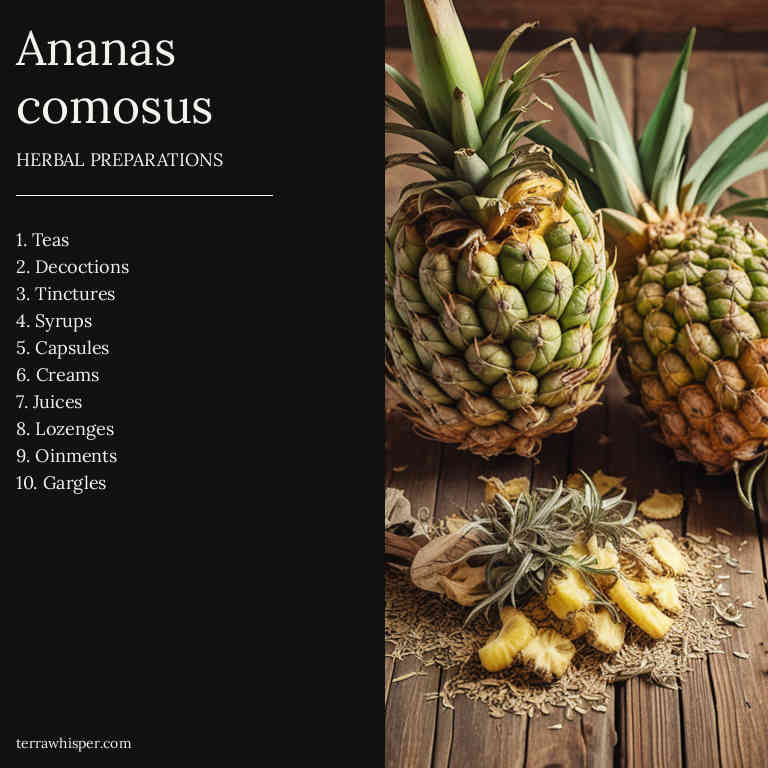 Ananas
comosus
HERBAL PREPARATIONS
1. Teas
2. Decoctions
3. Tinctures
4. Syrups
5. Capsules
6. Creams
7. Juices
8. Lozenges
9. Oinments
10. Gargles
terrawhisper.com